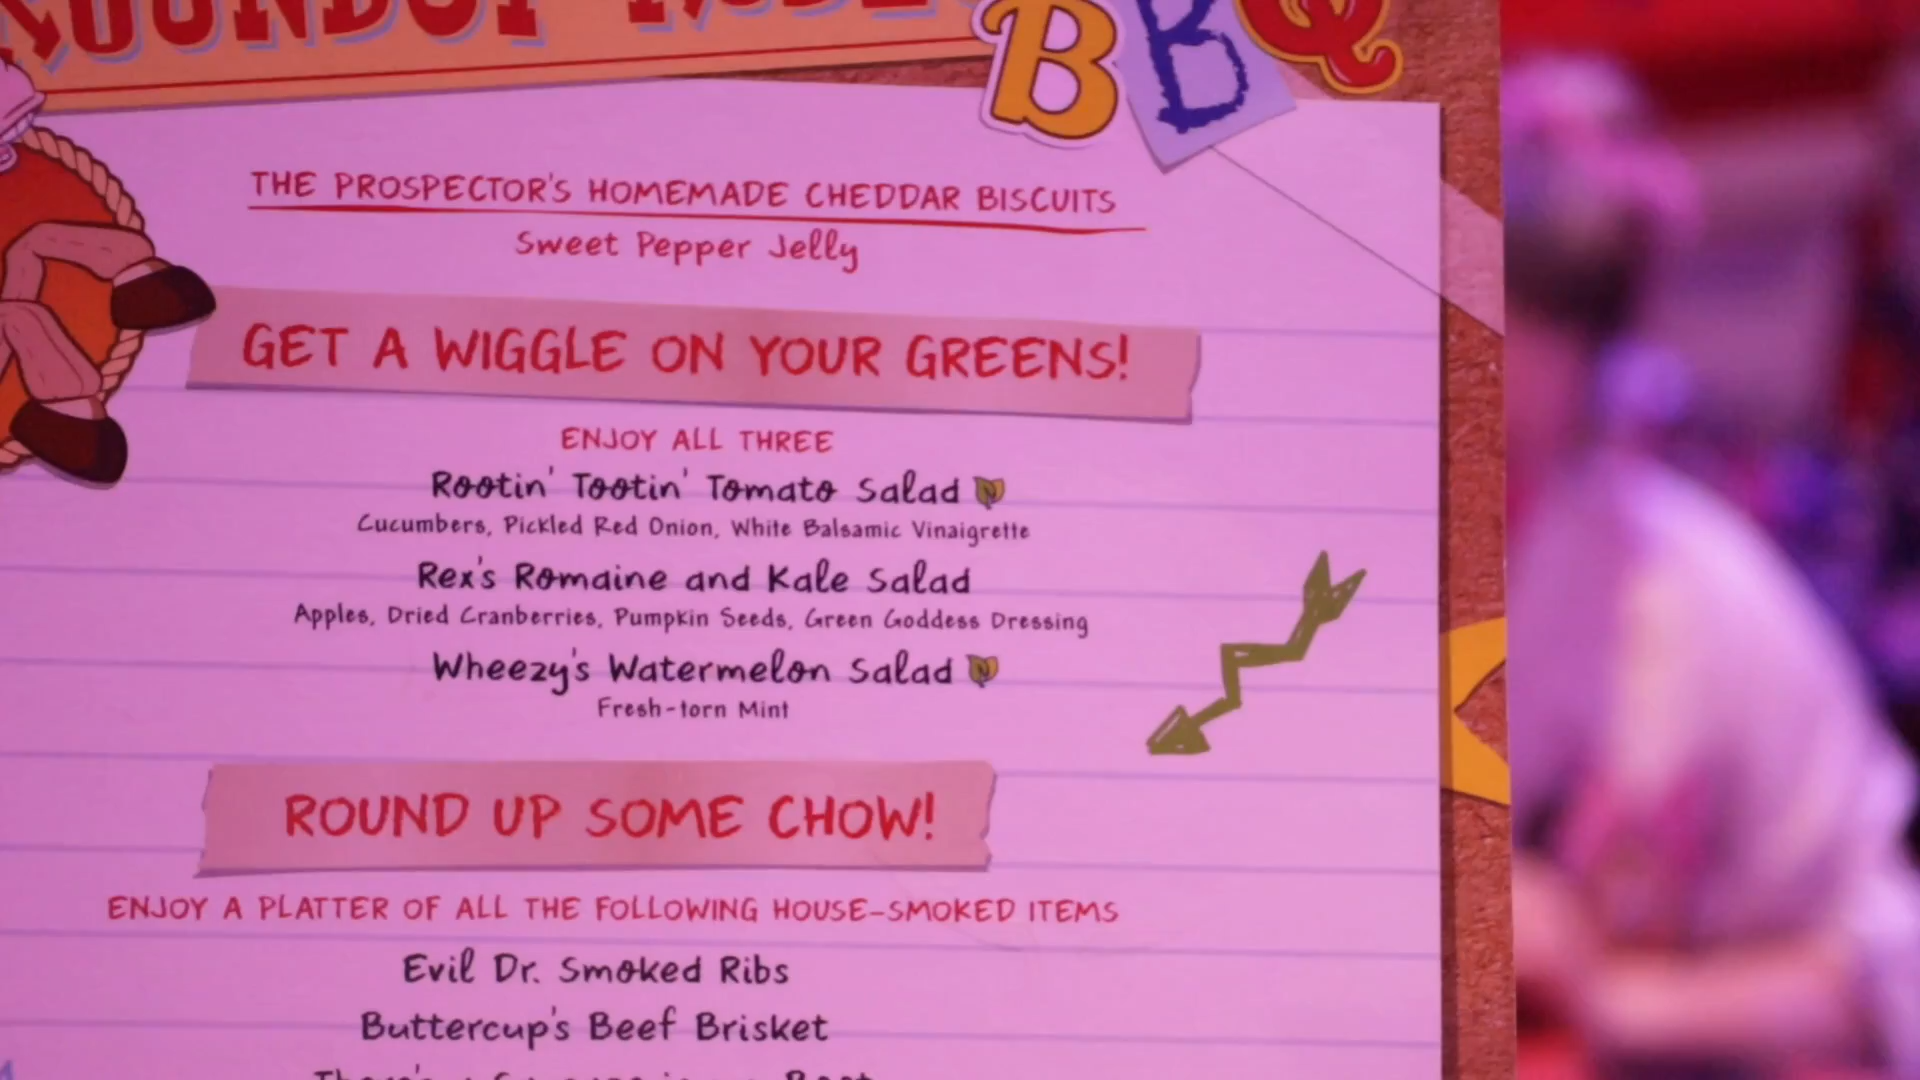 ROUNDUP RODEO BBQ
THE PROSPECTOR'S HOMEMADE CHEDDAR BISCUITS
Sweet Pepper Jelly
GET A WIGGLE ON YOUR GREENS!
ENJOY ALL THREE
Rootin' Tootin' Tomato Salad
Cucumbers, Pickled Red Onion, White Balsamic Vinaigrette
Rex's Romaine and Kale Salad
Apples, Dried Cranberries, Pumpkin Seeds, Green Goddess Dressing
Wheezy's Watermelon Salad
Fresh-torn Mint
ROUND UP SOME CHOW!
ENJOY A PLATTER OF ALL THE FOLLOWING HOUSE-SMOKED ITEMS
Evil Dr. Smoked Ribs
Buttercup's Beef Brisket